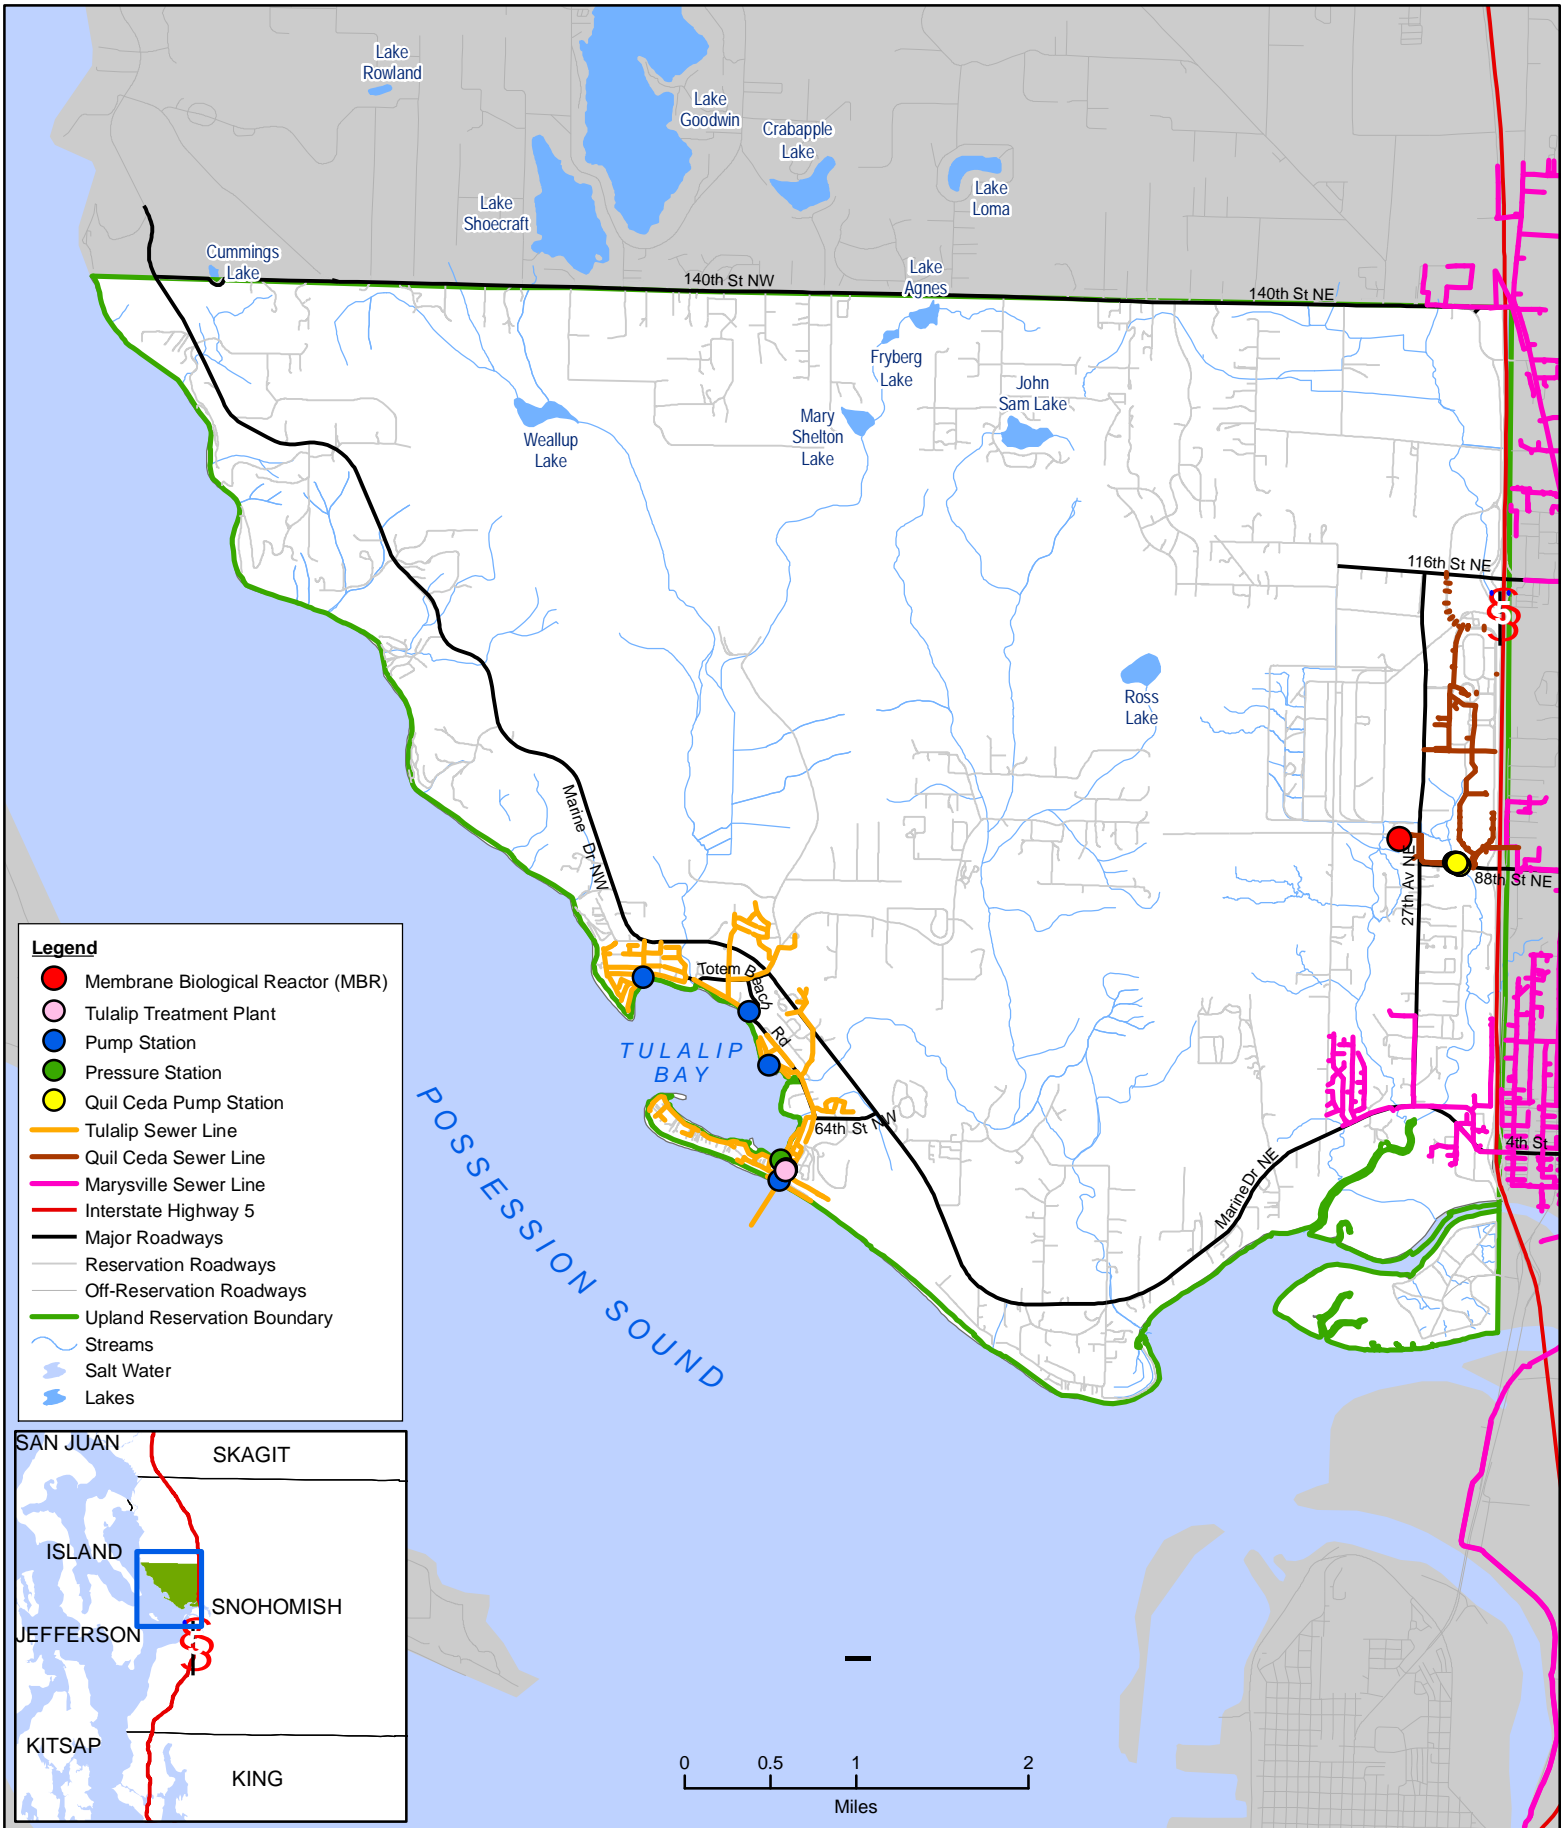 Lake
Rowland
Lake
Goodwin
Crabapple
Lake
Lake
Shoecraft
Lake
Loma
Cummings
Lake
140th St NW
Lake
Agnes
140th St NE
Fryberg
Lake
John
Sam Lake
Mary
Shelton
Lake
Weallup
Lake
116th St NE
5
Ross
Lake
Marine Dr NW
27th Av NE
88th St NE
Totem Beach Rd
TULALIP
BAY
64th St NW
4th St
Marine Dr NE
POSSESSION SOUND
Legend
Membrane Biological Reactor (MBR)
Tulalip Treatment Plant
Pump Station
Pressure Station
Quil Ceda Pump Station
Tulalip Sewer Line
Quil Ceda Sewer Line
Marysville Sewer Line
Interstate Highway 5
Major Roadways
Reservation Roadways
Off-Reservation Roadways
Upland Reservation Boundary
Streams
Salt Water
Lakes
SAN JUAN
SKAGIT
ISLAND
SNOHOMISH
JEFFERSON
5
KITSAP
KING
0 0.5 1 2
Miles